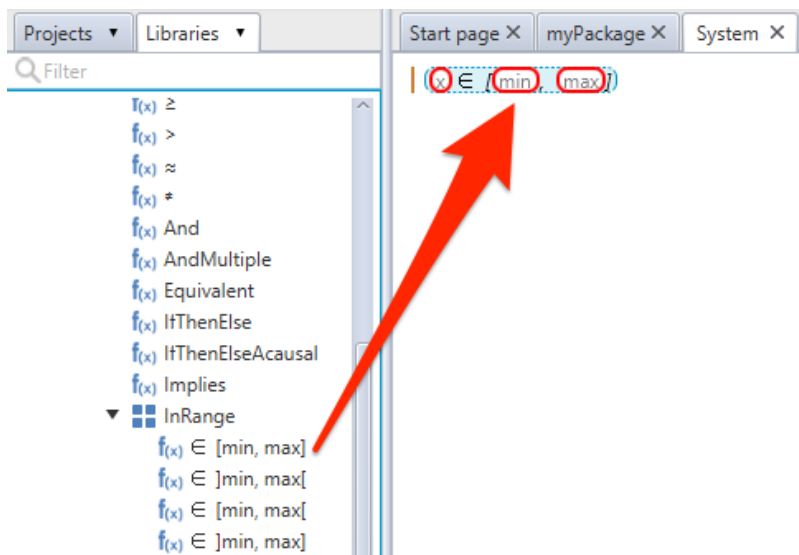 Projects ▼ Libraries ▼
Filter
f(x) ≥
f(x) >
f(x) ≈
f(x) ≠
f(x) And
f(x) AndMultiple
f(x) Equivalent
f(x) IfThenElse
f(x) IfThenElseAcausal
f(x) Implies
▼ InRange
f(x) ∈ [min, max]
f(x) ∈ ]min, max[
f(x) ∈ [min, max[
f(x) ∈ ]min, max]
Start page ✕ myPackage ✕ System ✕
(x ∈ [min, max])